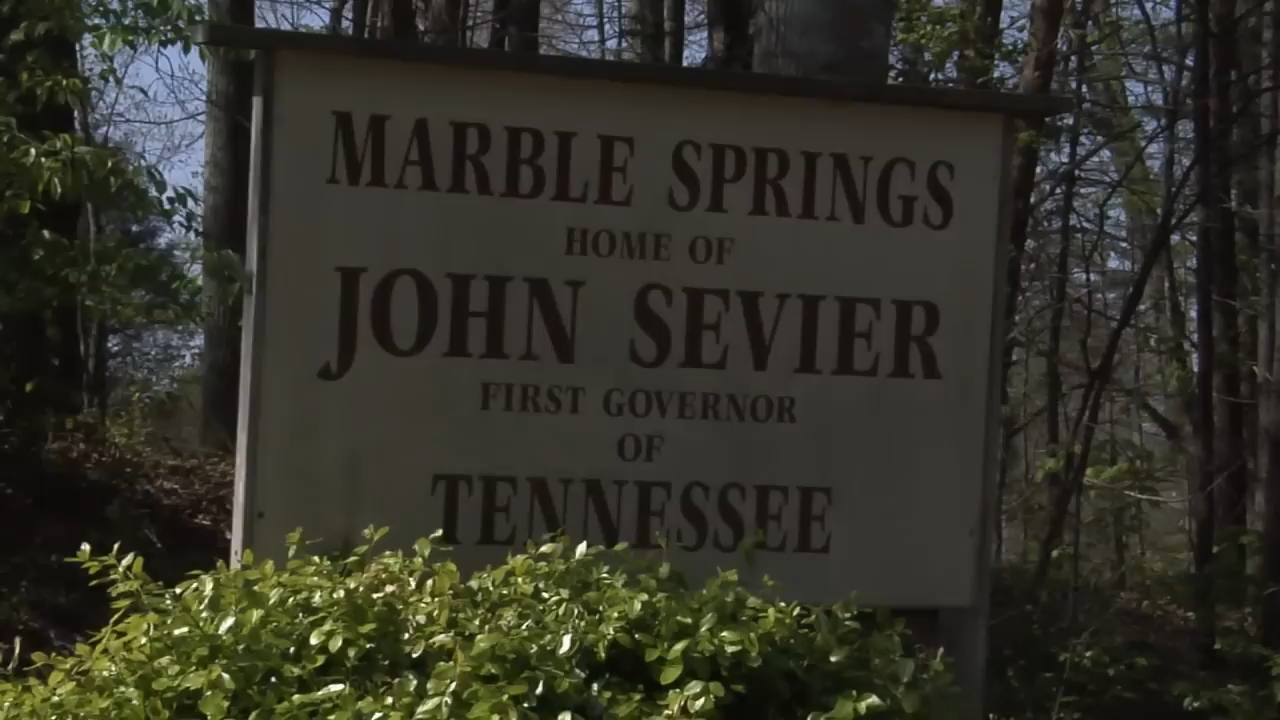 MARBLE SPRINGS
HOME OF
JOHN SEVIER
FIRST GOVERNOR
OF
TENNESSEE